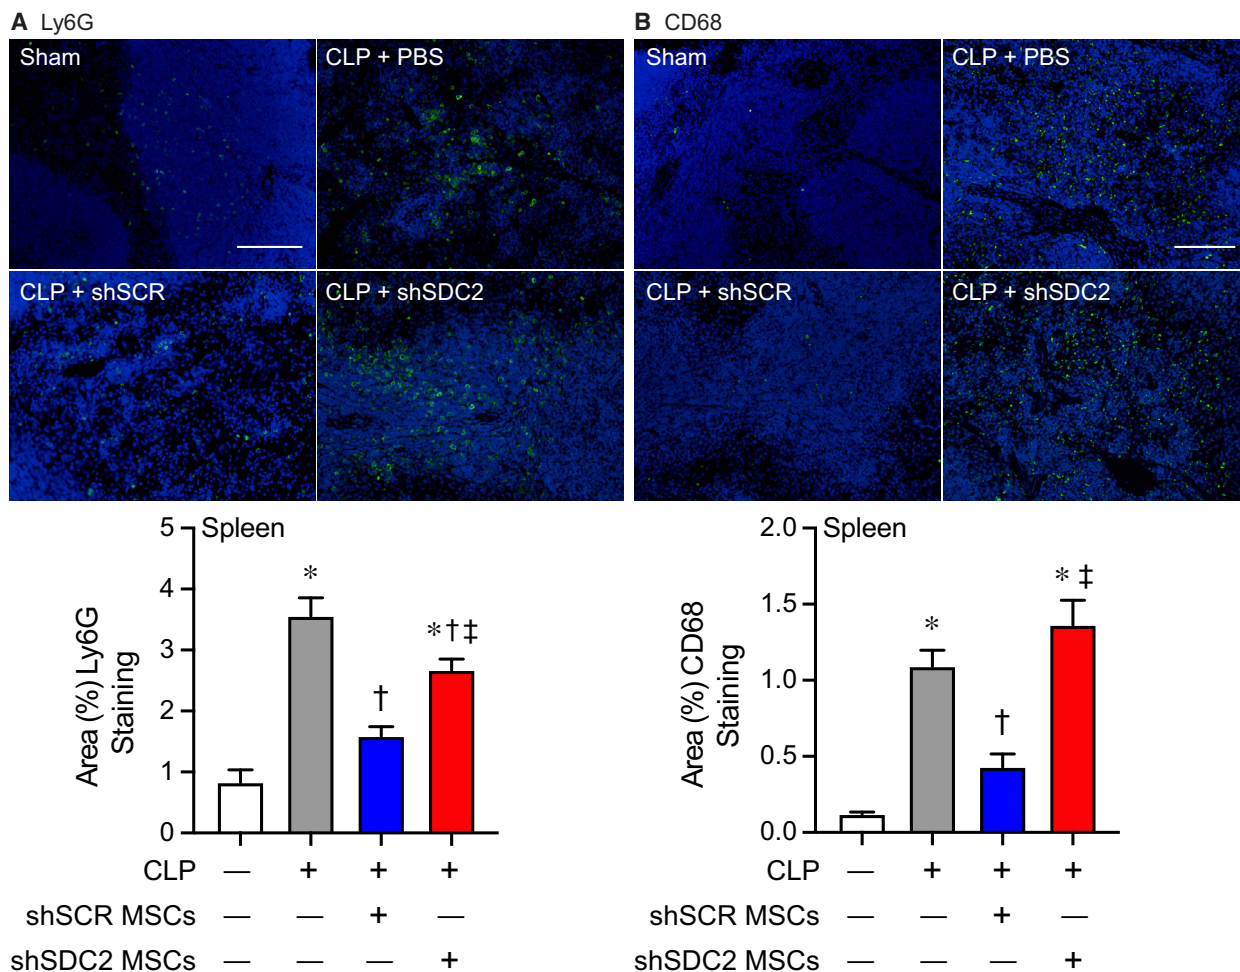 A Ly6G
Sham
CLP + PBS
CLP + shSCR
CLP + shSDC2
5
4
3
2
1
0
Spleen
Area (%) Ly6G
Staining
*
†
*†‡
CLP — + + +
shSCR MSCs — — + —
shSDC2 MSCs — — — +
B CD68
Sham
CLP + PBS
CLP + shSCR
CLP + shSDC2
2.0
1.5
1.0
0.5
0.0
Spleen
Area (%) CD68
Staining
*
†
* ‡
CLP — + + +
shSCR MSCs — — + —
shSDC2 MSCs — — — +